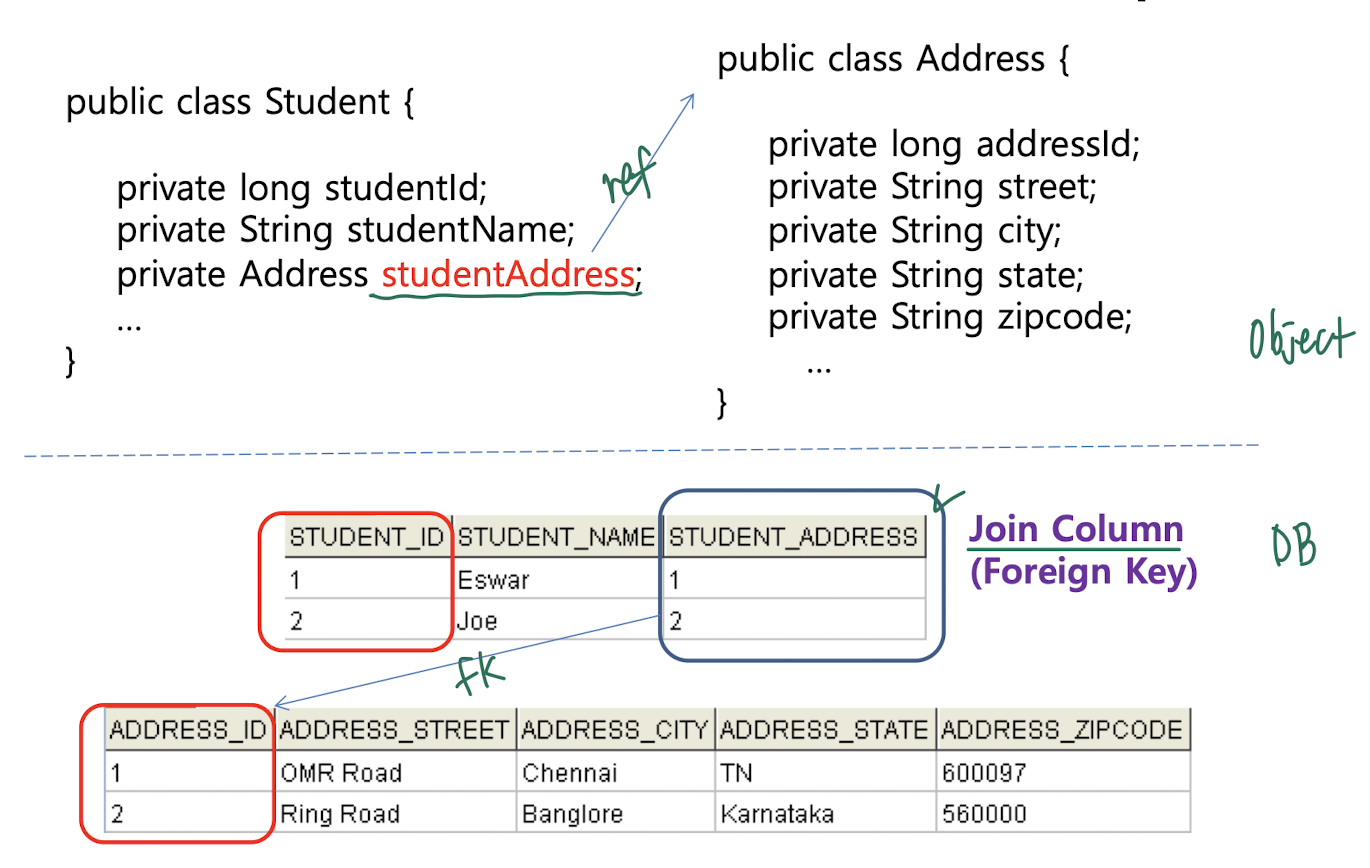 public class Student {
private long studentId;
private String studentName;
private Address studentAddress;
...
}
ref
public class Address {
private long addressId;
private String street;
private String city;
private String state;
private String zipcode;
...
}
Object
STUDENT_ID STUDENT_NAME STUDENT_ADDRESS
1 Eswar 1
2 Joe 2
Join Column
(Foreign Key)
DB
FK
ADDRESS_ID ADDRESS_STREET ADDRESS_CITY ADDRESS_STATE ADDRESS_ZIPCODE
1 OMR Road Chennai TN 600097
2 Ring Road Banglore Karnataka 560000